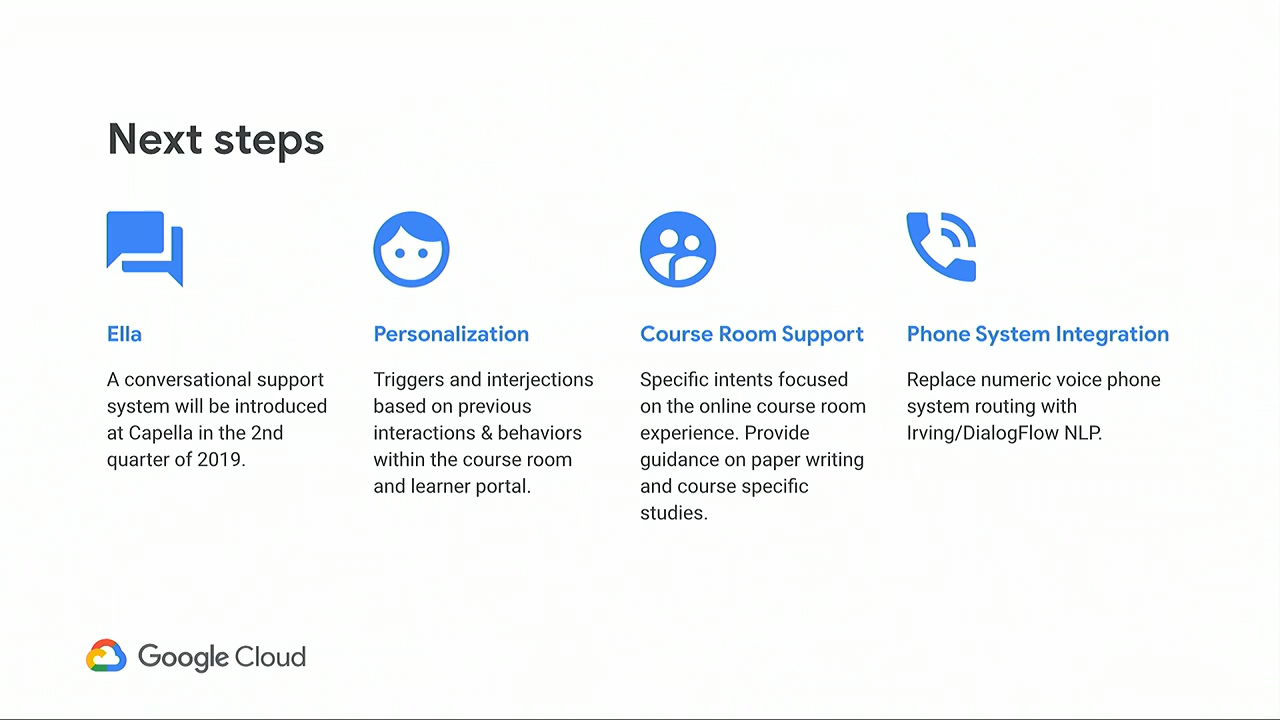 Next steps
Ella
A conversational support
system will be introduced
at Capella in the 2nd
quarter of 2019.
Personalization
Triggers and interjections
based on previous
interactions & behaviors
within the course room
and learner portal.
Course Room Support
Specific intents focused
on the online course room
experience. Provide
guidance on paper writing
and course specific
studies.
Phone System Integration
Replace numeric voice phone
system routing with
Irving/DialogFlow NLP.
Google Cloud